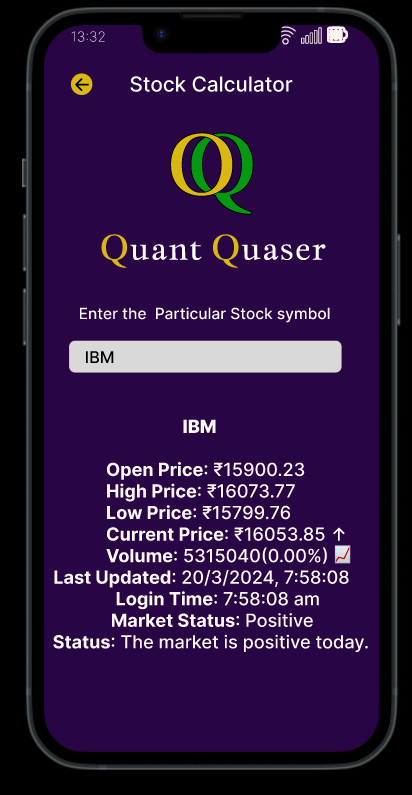 13:32
Stock Calculator
QQ
Quant Quaser
Enter the Particular Stock symbol
IBM
IBM
Open Price: ₹15900.23
High Price: ₹16073.77
Low Price: ₹15799.76
Current Price: ₹16053.85 ↑
Volume: 5315040(0.00%) 📈
Last Updated: 20/3/2024, 7:58:08
Login Time: 7:58:08 am
Market Status: Positive
Status: The market is positive today.